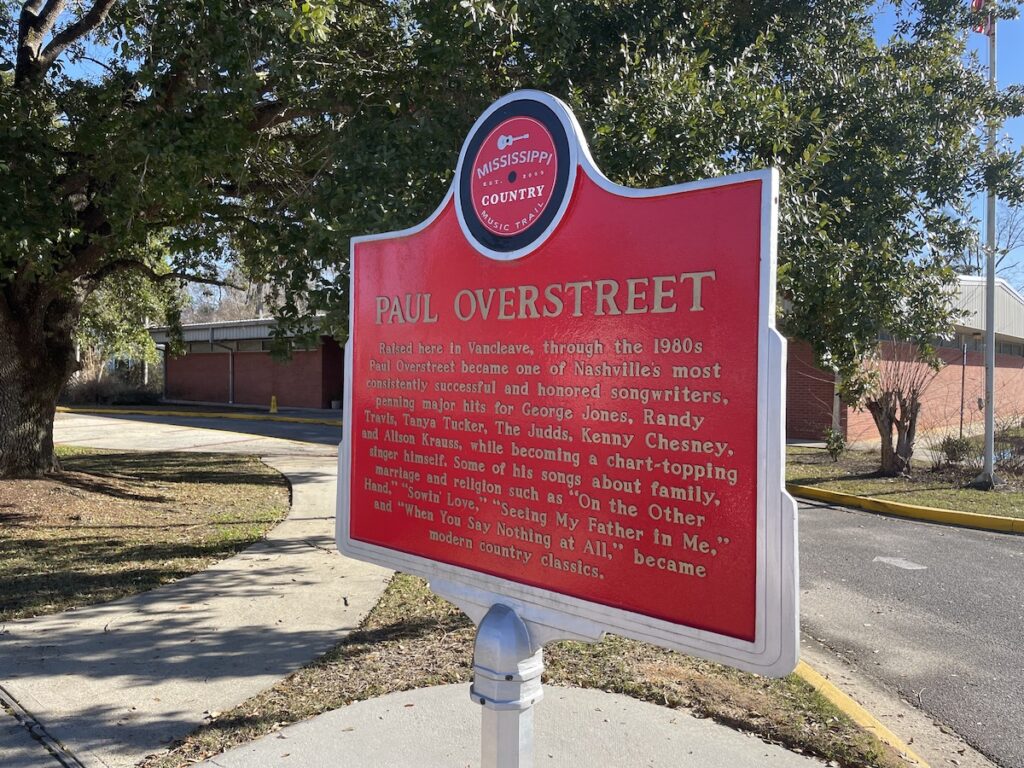 MISSISSIPPI
EST. 2009
COUNTRY
MUSIC TRAIL
PAUL OVERSTREET
Raised here in Vancleave, through the 1980s
Paul Overstreet became one of Nashville's most
consistently successful and honored songwriters,
penning major hits for George Jones, Randy
Travis, Tanya Tucker, The Judds, Kenny Chesney,
and Alison Krauss, while becoming a chart-topping
singer himself. Some of his songs about family,
marriage and religion such as "On the Other
Hand," "Sowin' Love," "Seeing My Father in Me,"
and "When You Say Nothing at All," became
modern country classics.